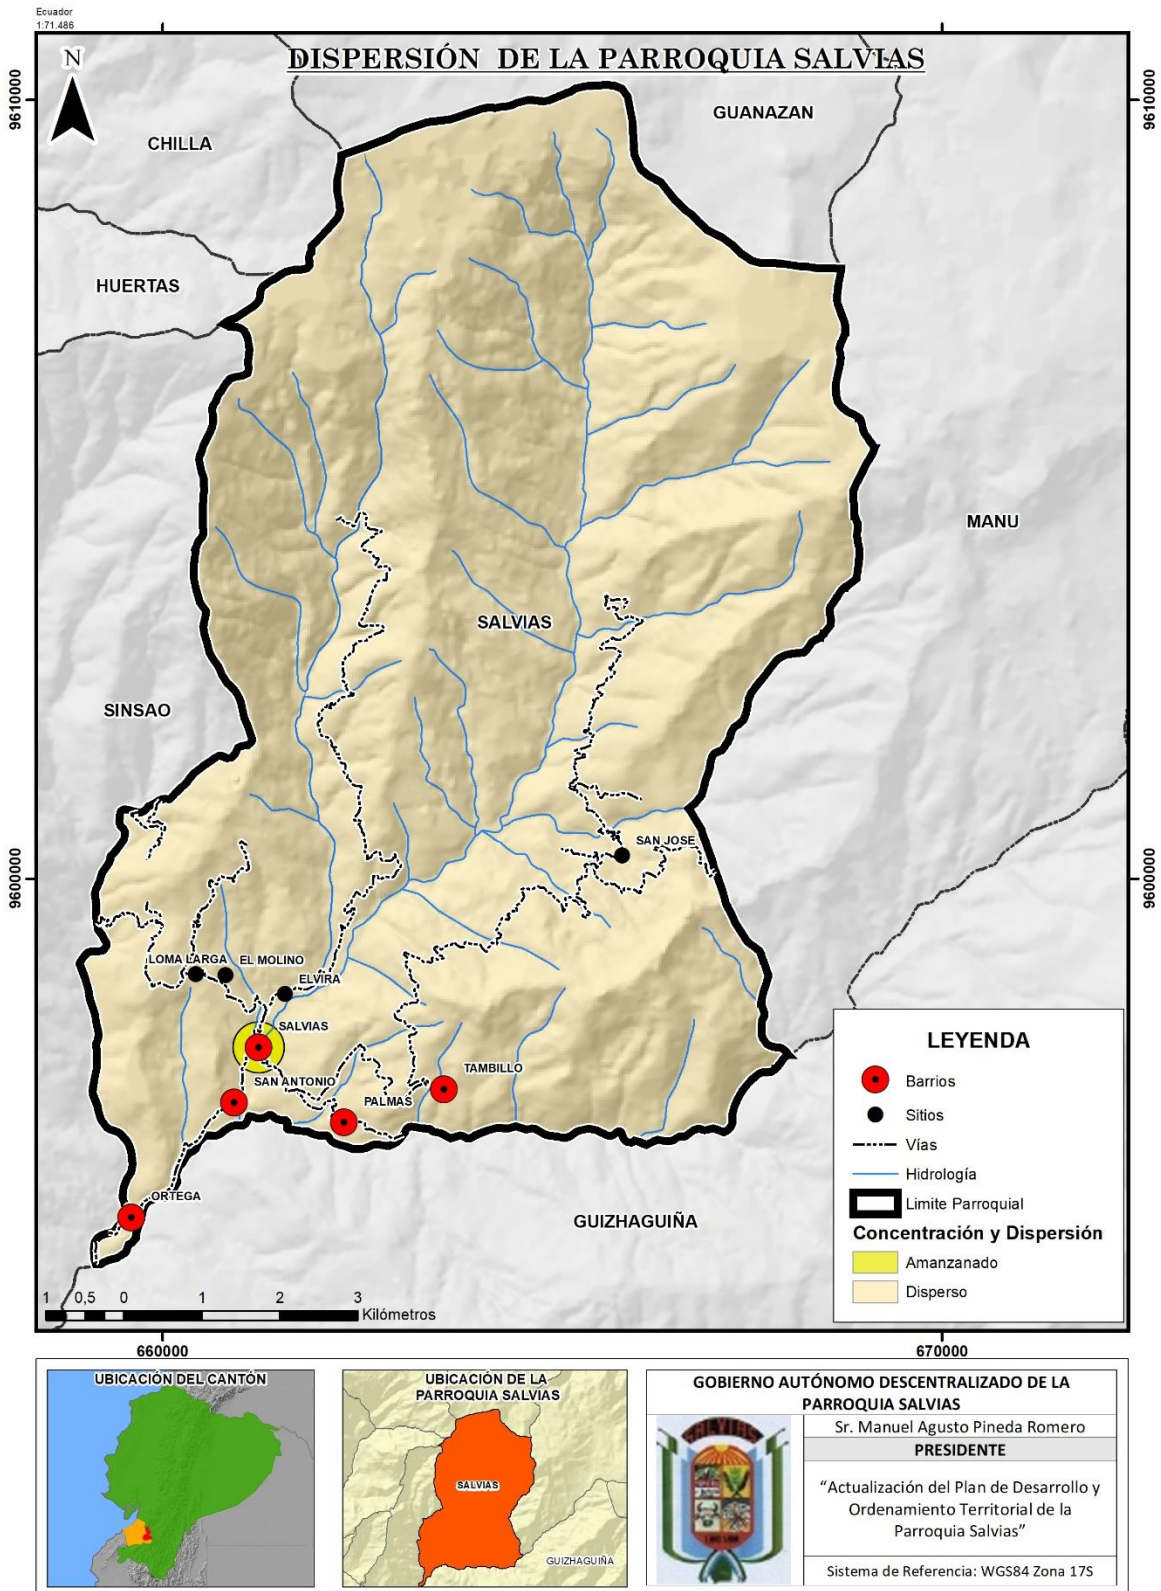 Ecuador
1:71.486
DISPERSIÓN DE LA PARROQUIA SALVIAS
N
9610000
9610000
GUANAZAN
CHILLA
HUERTAS
MANU
SALVIAS
SINSAO
SAN JOSE
9600000
9600000
LOMA LARGA
EL MOLINO
ELVIRA
SALVIAS
SAN ANTONIO
PALMAS
TAMBILLO
ORTEGA
GUIZHAGUIÑA
LEYENDA
Barrios
Sitios
Vías
Hidrología
Limite Parroquial
Concentración y Dispersión
Amanzanado
Disperso
1 0,5 0 1 2 3
Kilómetros
660000
670000
UBICACIÓN DEL CANTÓN
UBICACIÓN DE LA
PARROQUIA SALVIAS
SALVIAS
GUIZHAGUIÑA
GOBIERNO AUTÓNOMO DESCENTRALIZADO DE LA
PARROQUIA SALVIAS
SALVIAS
Sr. Manuel Agusto Pineda Romero
PRESIDENTE
“Actualización del Plan de Desarrollo y
Ordenamiento Territorial de la
Parroquia Salvias”
Sistema de Referencia: WGS84 Zona 17S